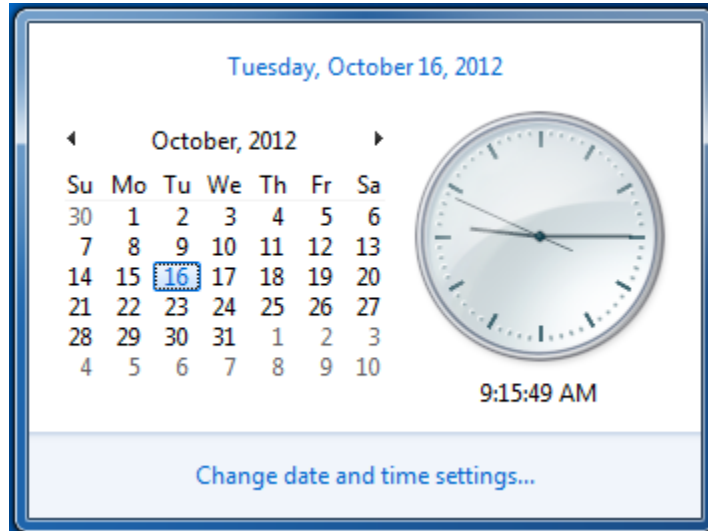 Tuesday, October 16, 2012
October, 2012
Su Mo Tu We Th Fr Sa
30 1 2 3 4 5 6
7 8 9 10 11 12 13
14 15 16 17 18 19 20
21 22 23 24 25 26 27
28 29 30 31 1 2 3
4 5 6 7 8 9 10
9:15:49 AM
Change date and time settings...